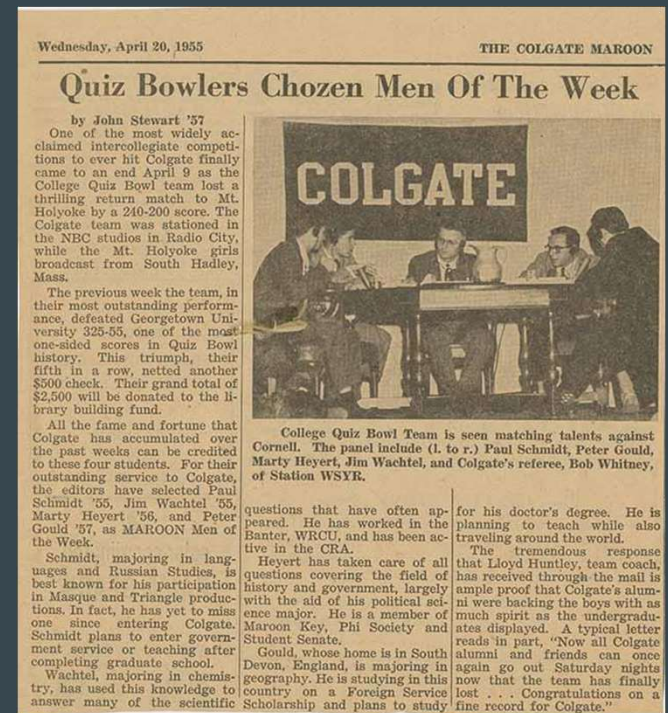 Wednesday, April 20, 1955
THE COLGATE MAROON
Quiz Bowlers Chozen Men Of The Week
by John Stewart '57
One of the most widely ac-
claimed intercollegiate competi-
tions to ever hit Colgate finally
came to an end April 9 as the
College Quiz Bowl team lost a
thrilling return match to Mt.
Holyoke by a 240-200 score. The
Colgate team was stationed in
the NBC studios in Radio City,
while the Mt. Holyoke girls
broadcast from South Hadley,
Mass.
The previous week the team, in
their most outstanding perform-
ance, defeated Georgetown Uni-
versity 325-55, one of the most
one-sided scores in Quiz Bowl
history. This triumph, their
fifth in a row, netted another
$500 check. Their grand total of
$2,500 will be donated to the li-
brary building fund.
All the fame and fortune that
Colgate has accumulated over
the past weeks can be credited
to these four students. For their
outstanding service to Colgate,
the editors have selected Paul
Schmidt '55, Jim Wachtel '55,
Marty Heyert '56, and Peter
Gould '57, as MAROON Men of
the Week.
Schmidt, majoring in lang-
uages and Russian Studies, is
best known for his participation
in Masque and Triangle produc-
tions. In fact, he has yet to miss
one since entering Colgate.
Schmidt plans to enter govern-
ment service or teaching after
completing graduate school.
Wachtel, majoring in chemis-
try, has used this knowledge to
answer many of the scientific
COLGATE
College Quiz Bowl Team is seen matching talents against
Cornell. The panel include (l. to r.) Paul Schmidt, Peter Gould,
Marty Heyert, Jim Wachtel, and Colgate's referee, Bob Whitney,
of Station WSYR.
questions that have often ap-
peared. He has worked in the
Banter, WRCU, and has been ac-
tive in the CRA.
Heyert has taken care of all
questions covering the field of
history and government, largely
with the aid of his political sci-
ence major. He is a member of
Maroon Key, Phi Society and
Student Senate.
Gould, whose home is in South
Devon, England, is majoring in
geography. He is studying in this
country on a Foreign Service
Scholarship and plans to study
for his doctor's degree. He is
planning to teach while also
traveling around the world.
The tremendous response
that Lloyd Huntley, team coach,
has received through the mail is
ample proof that Colgate's alum-
ni were backing the boys with as
much spirit as the undergradu-
ates displayed. A typical letter
reads in part, "Now all Colgate
alumni and friends can once
again go out Saturday nights
now that the team has finally
lost . . . Congratulations on a
fine record for Colgate."